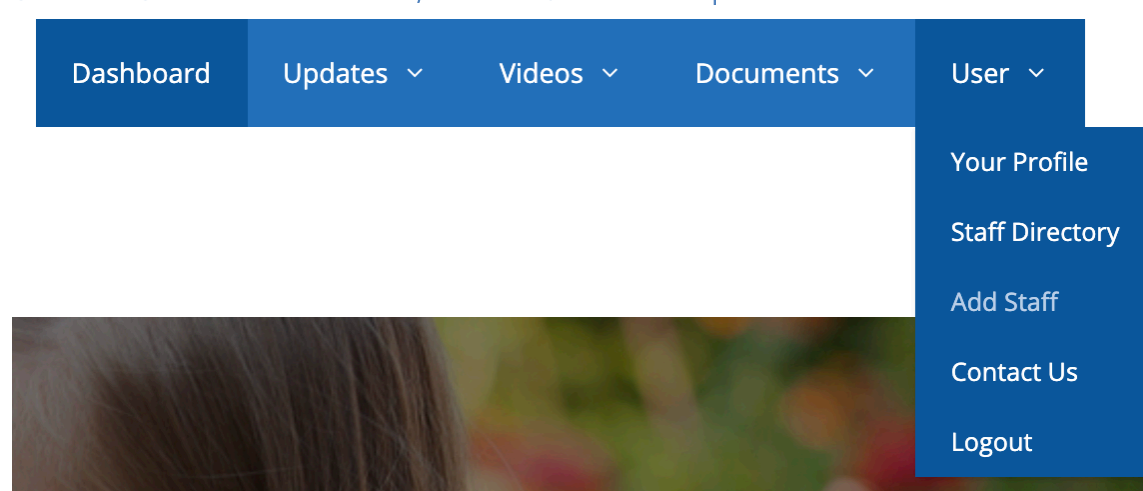 Dashboard
Updates
Videos
Documents
User
Your Profile
Staff Directory
Add Staff
Contact Us
Logout